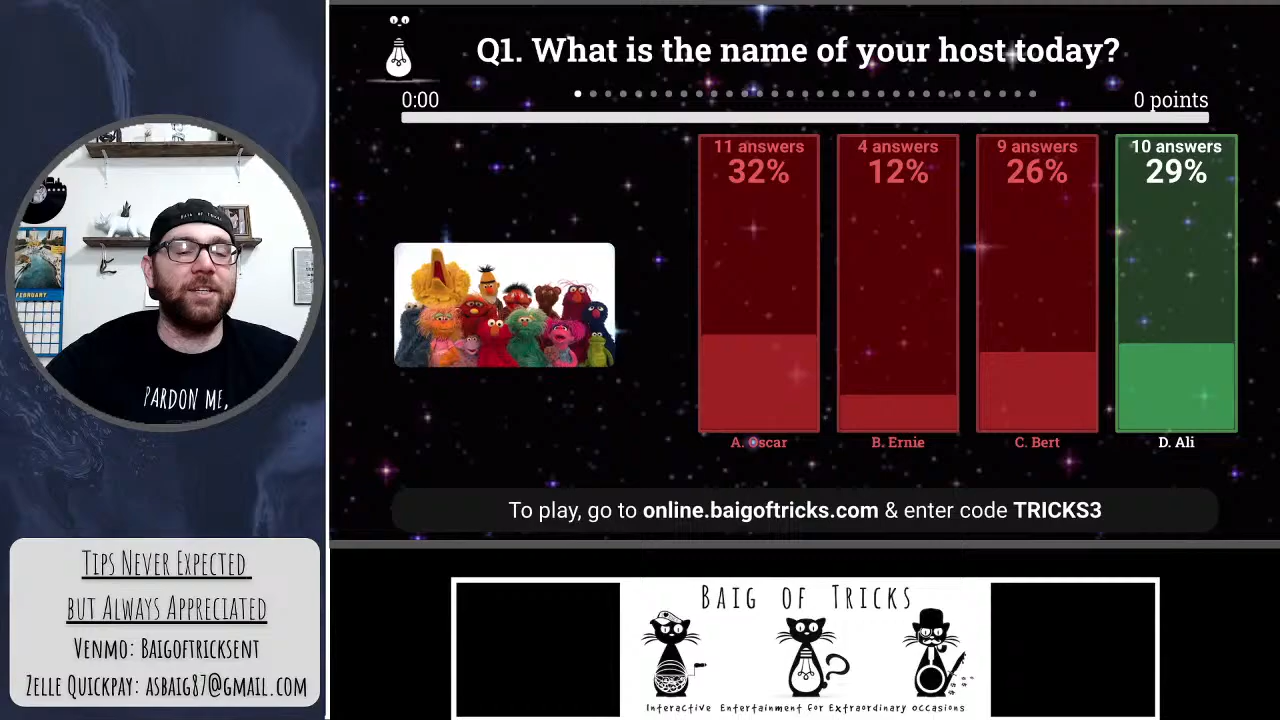 Q1. What is the name of your host today?
0:00
0 points
11 answers
32%
4 answers
12%
9 answers
26%
10 answers
29%
A. Oscar
B. Ernie
C. Bert
D. Ali
To play, go to online.baigoftricks.com & enter code TRICKS3
FEBRUARY
BAIG OF TRICKS
PARDON ME,
Tips Never Expected
but Always Appreciated
Venmo: Baigoftricksent
Zelle Quickpay: asbaig87@gmail.com
BAIG OF TRICKS
Interactive Entertainment for Extraordinary Occasions